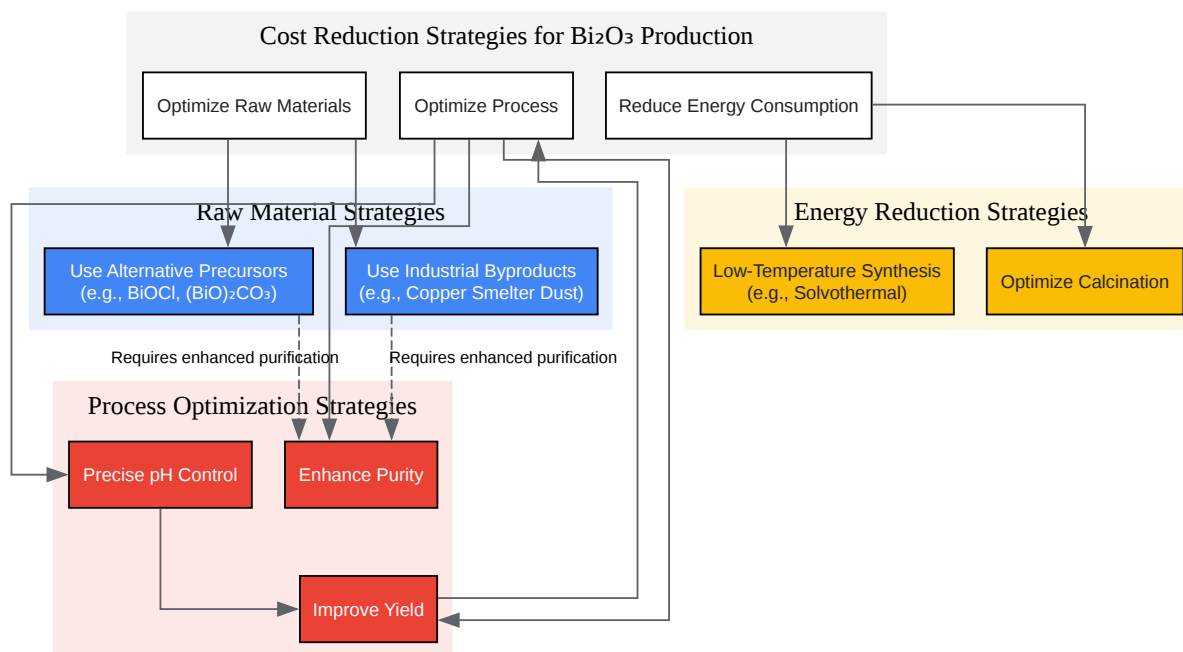 Cost Reduction Strategies for Bi₂O₃ Production
Optimize Raw Materials
Optimize Process
Reduce Energy Consumption
Raw Material Strategies
Energy Reduction Strategies
Use Alternative Precursors
(e.g., BiOCl, (BiO)₂CO₃)
Use Industrial Byproducts
(e.g., Copper Smelter Dust)
Low-Temperature Synthesis
(e.g., Solvothermal)
Optimize Calcination
Requires enhanced purification
Requires enhanced purification
Process Optimization Strategies
Precise pH Control
Enhance Purity
Improve Yield